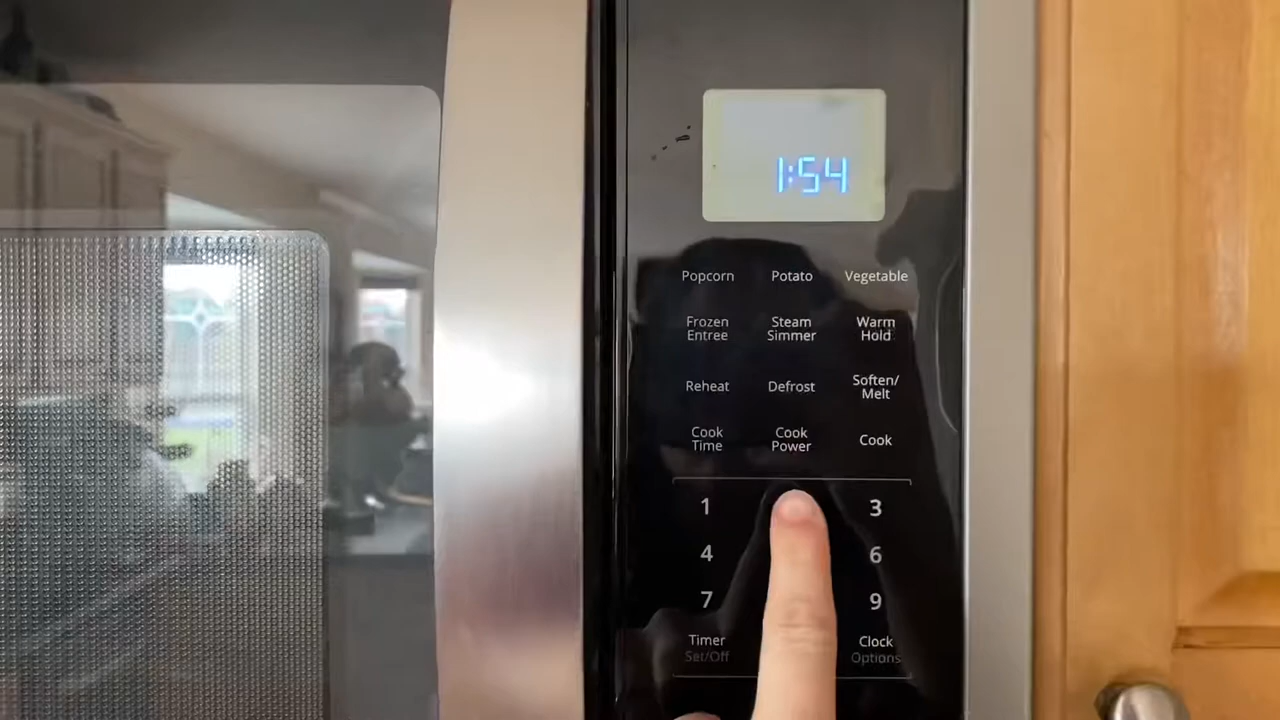 1:54
Popcorn Potato Vegetable
Frozen Entree Steam Simmer Warm Hold
Reheat Defrost Soften/ Melt
Cook Time Cook Power Cook
1 3
4 6
7 9
Timer Set/Off Clock Options